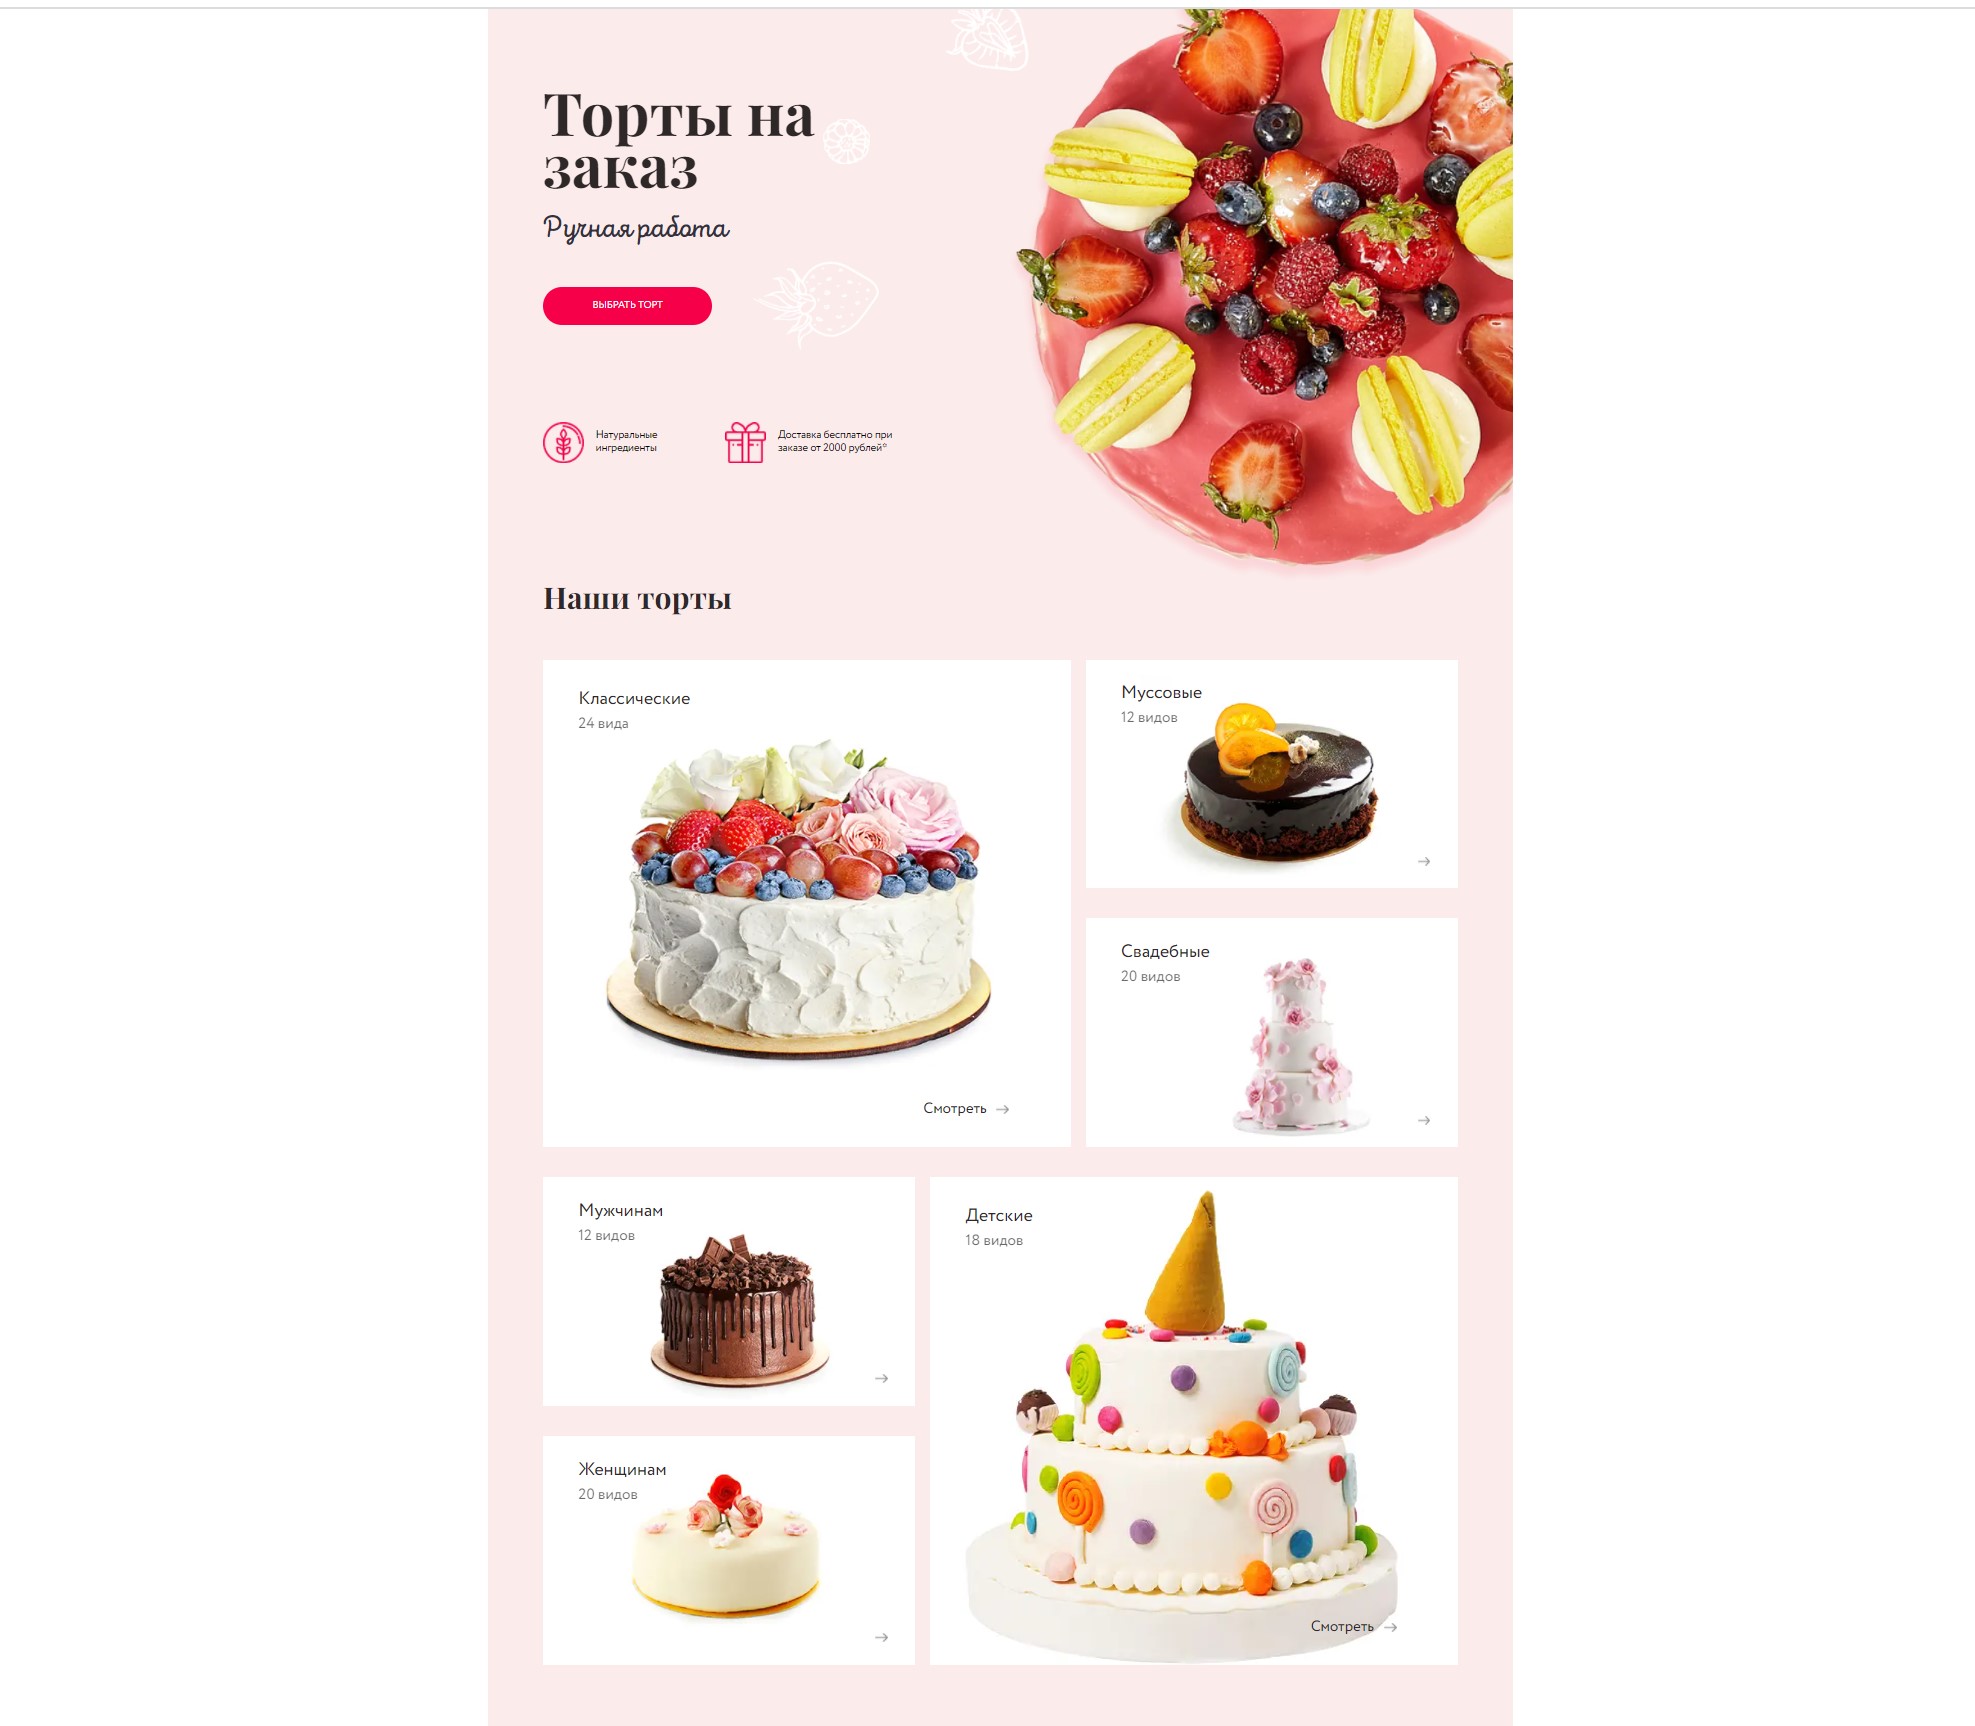 Торты на
заказ
Ручная работа
ВЫБРАТЬ ТОРТ
Натуральные
ингредиенты
Доставка бесплатно при
заказе от 2000 рублей*
Наши торты
Классические
24 вида
Смотреть
Муссовые
12 видов
Свадебные
20 видов
Мужчинам
12 видов
Детские
18 видов
Смотреть
Женщинам
20 видов